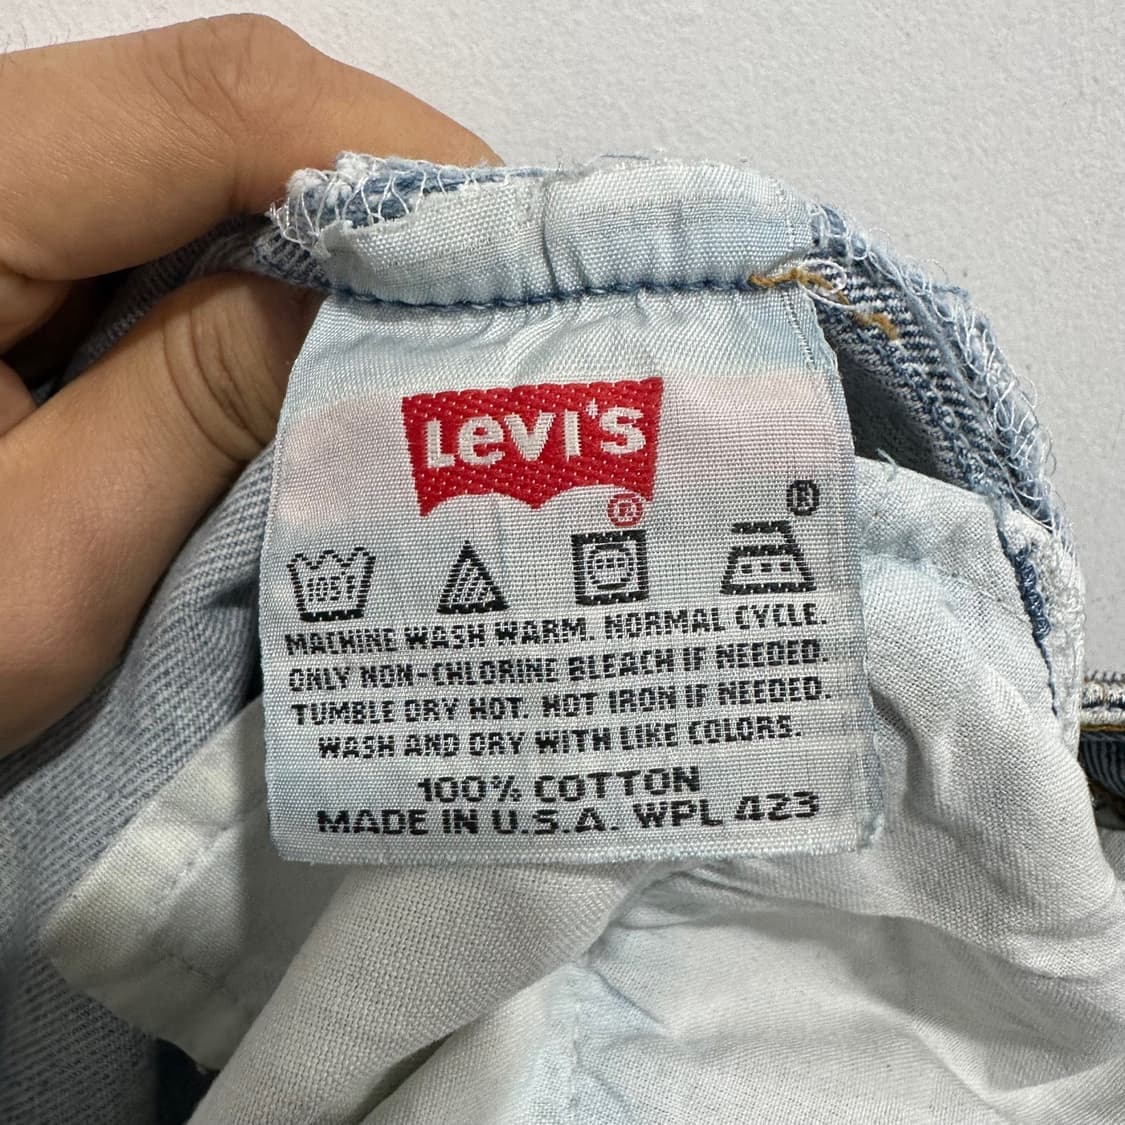 LEVI'S
®
®
105F
MACHINE WASH WARM. NORMAL CYCLE.
ONLY NON-CHLORINE BLEACH IF NEEDED
TUMBLE DRY HOT. HOT IRON IF NEEDED.
WASH AND DRY WITH LIKE COLORS.
100% COTTON
MADE IN U.S.A. WPL 423